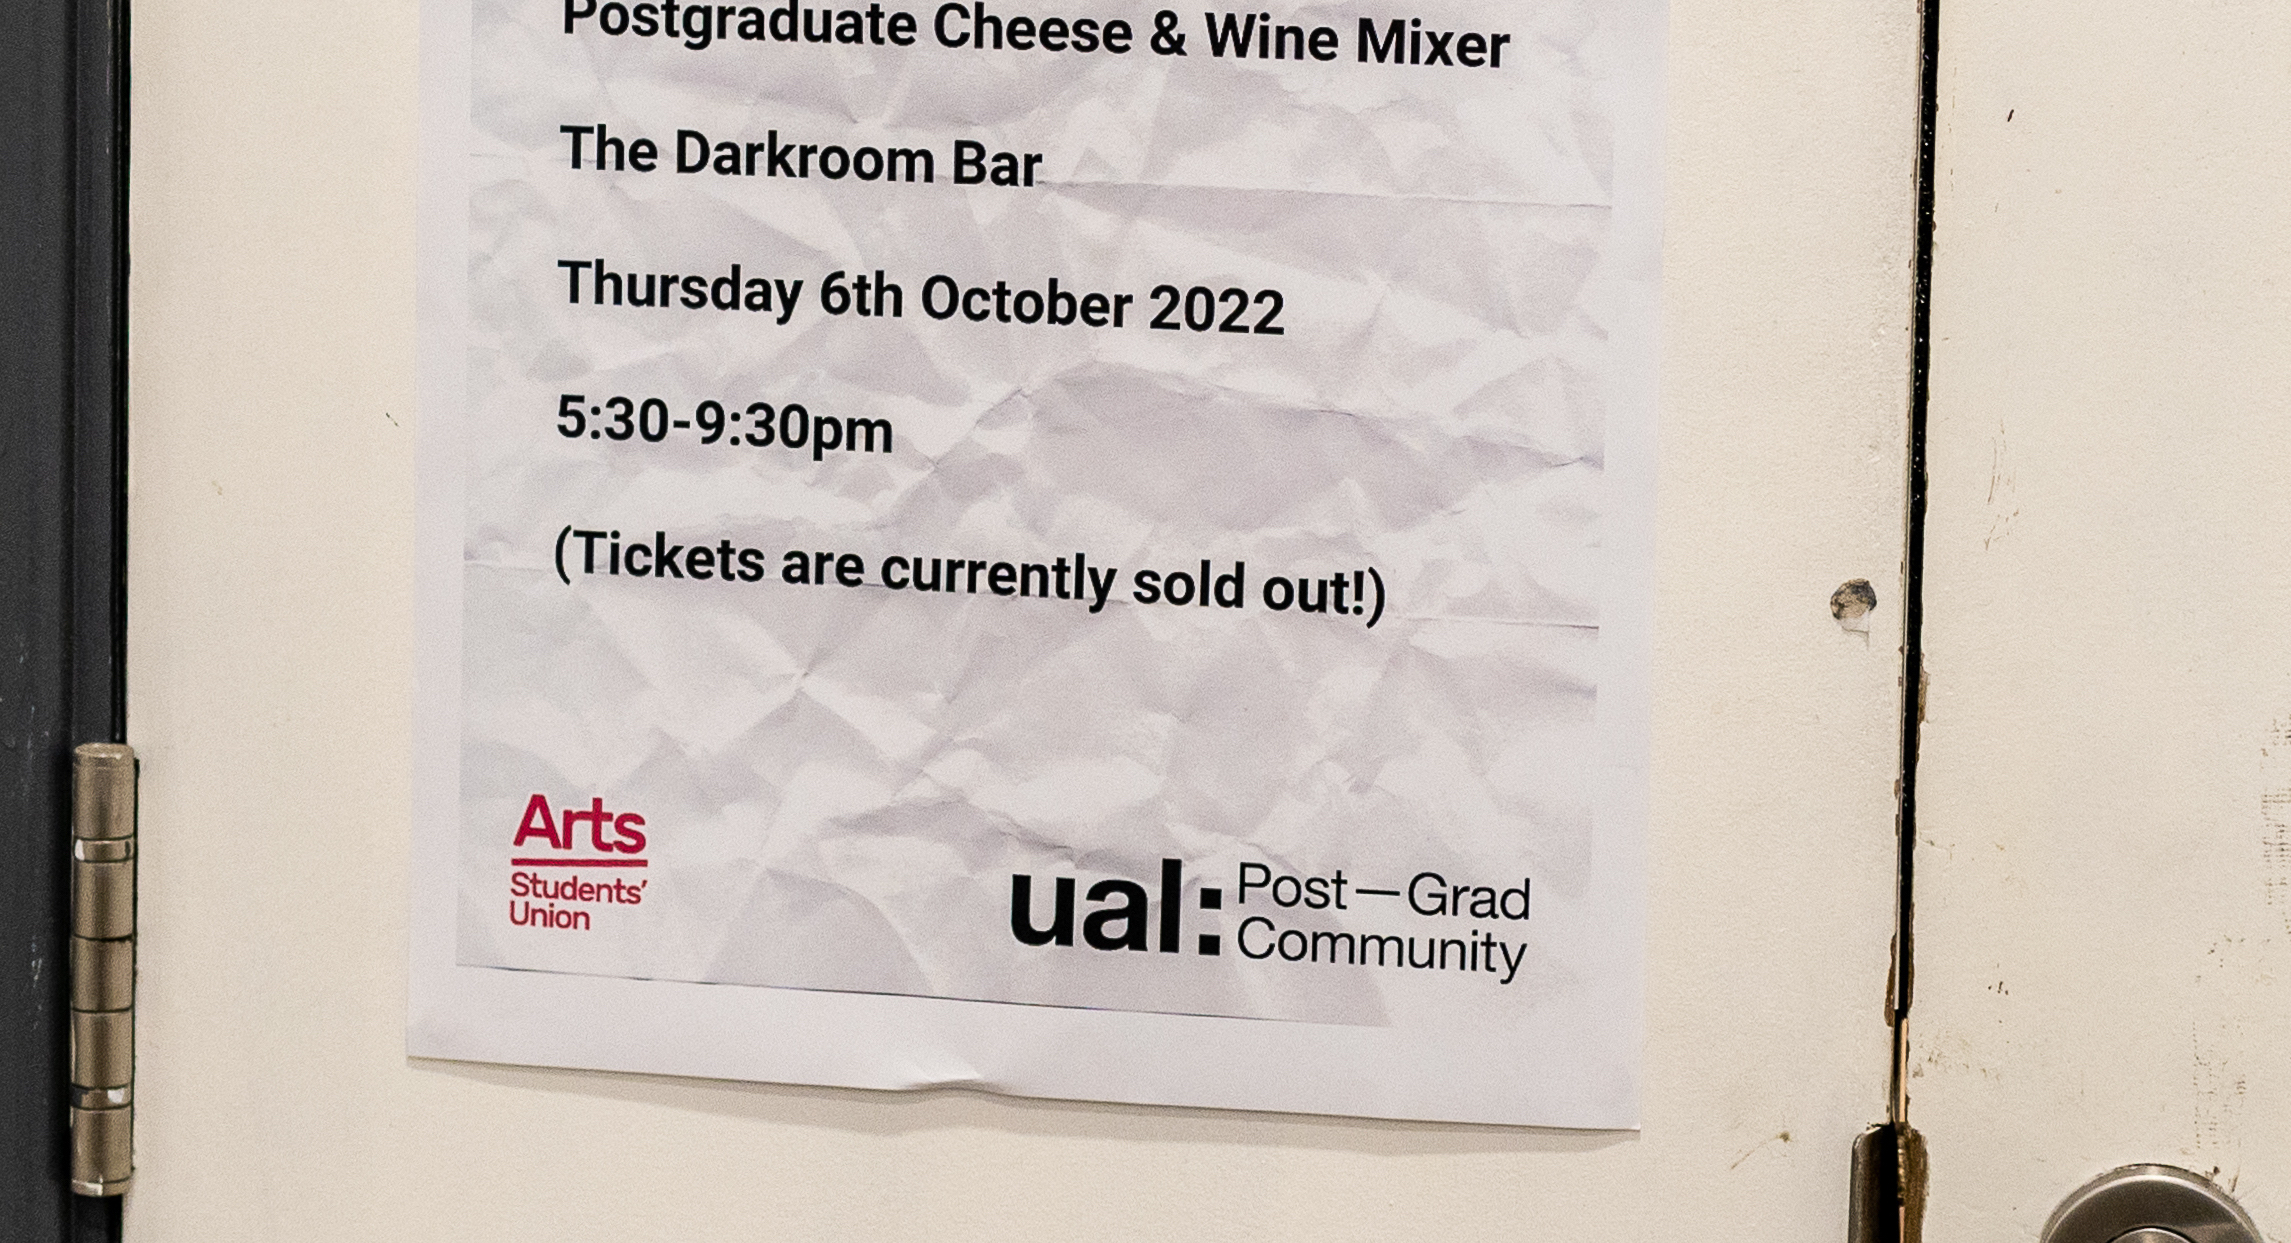 Postgraduate Cheese & Wine Mixer
The Darkroom Bar
Thursday 6th October 2022
5:30-9:30pm
(Tickets are currently sold out!)
Arts
Students'
Union
ual: Post—Grad
Community